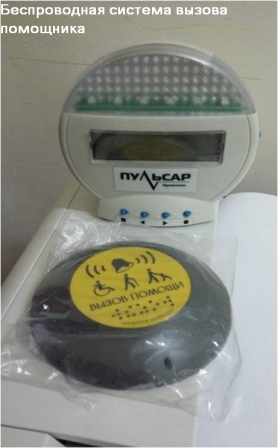 Беспроводная система вызова
помощника
ПУЛЬСАР
ВЫЗОВ ПОМОЩИ